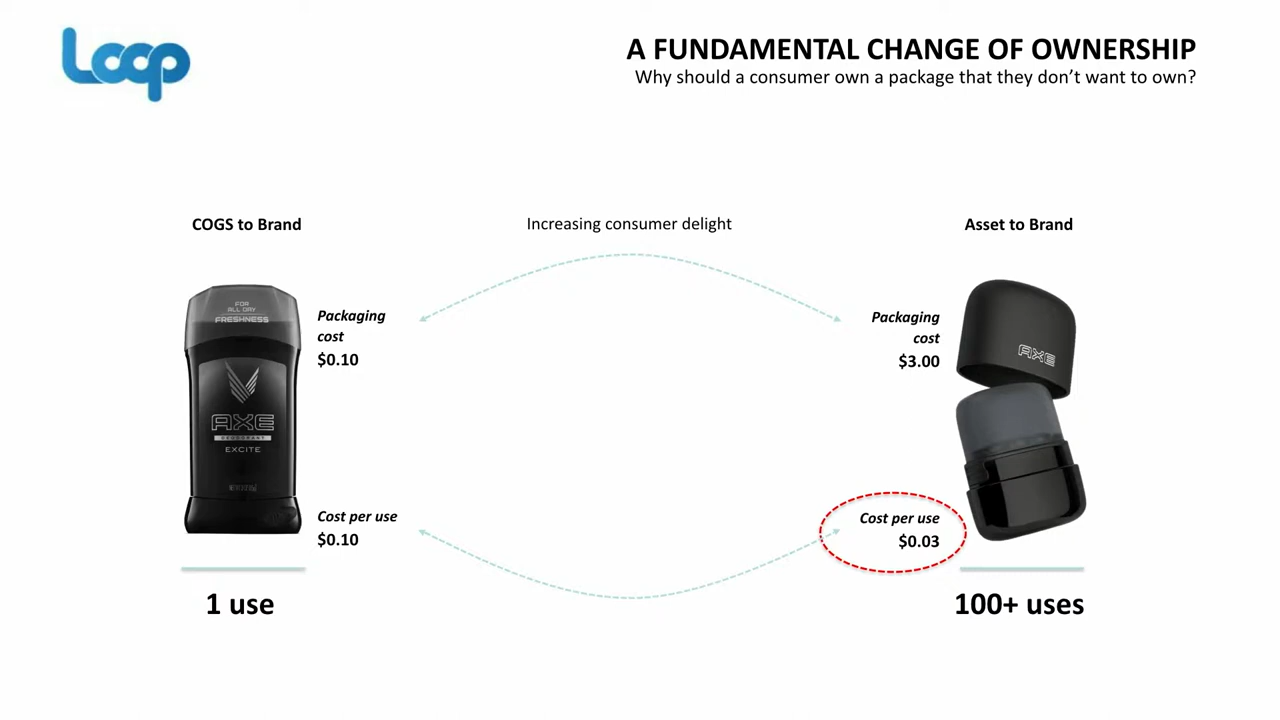 Loop
A FUNDAMENTAL CHANGE OF OWNERSHIP
Why should a consumer own a package that they don’t want to own?
COGS to Brand
Increasing consumer delight
Asset to Brand
FOR
ALL DAY
FRESHNESS
AXE
DEODORANT
EXCITE
Packaging
cost
$0.10
Cost per use
$0.10
1 use
Packaging
cost
$3.00
AXE
Cost per use
$0.03
100+ uses